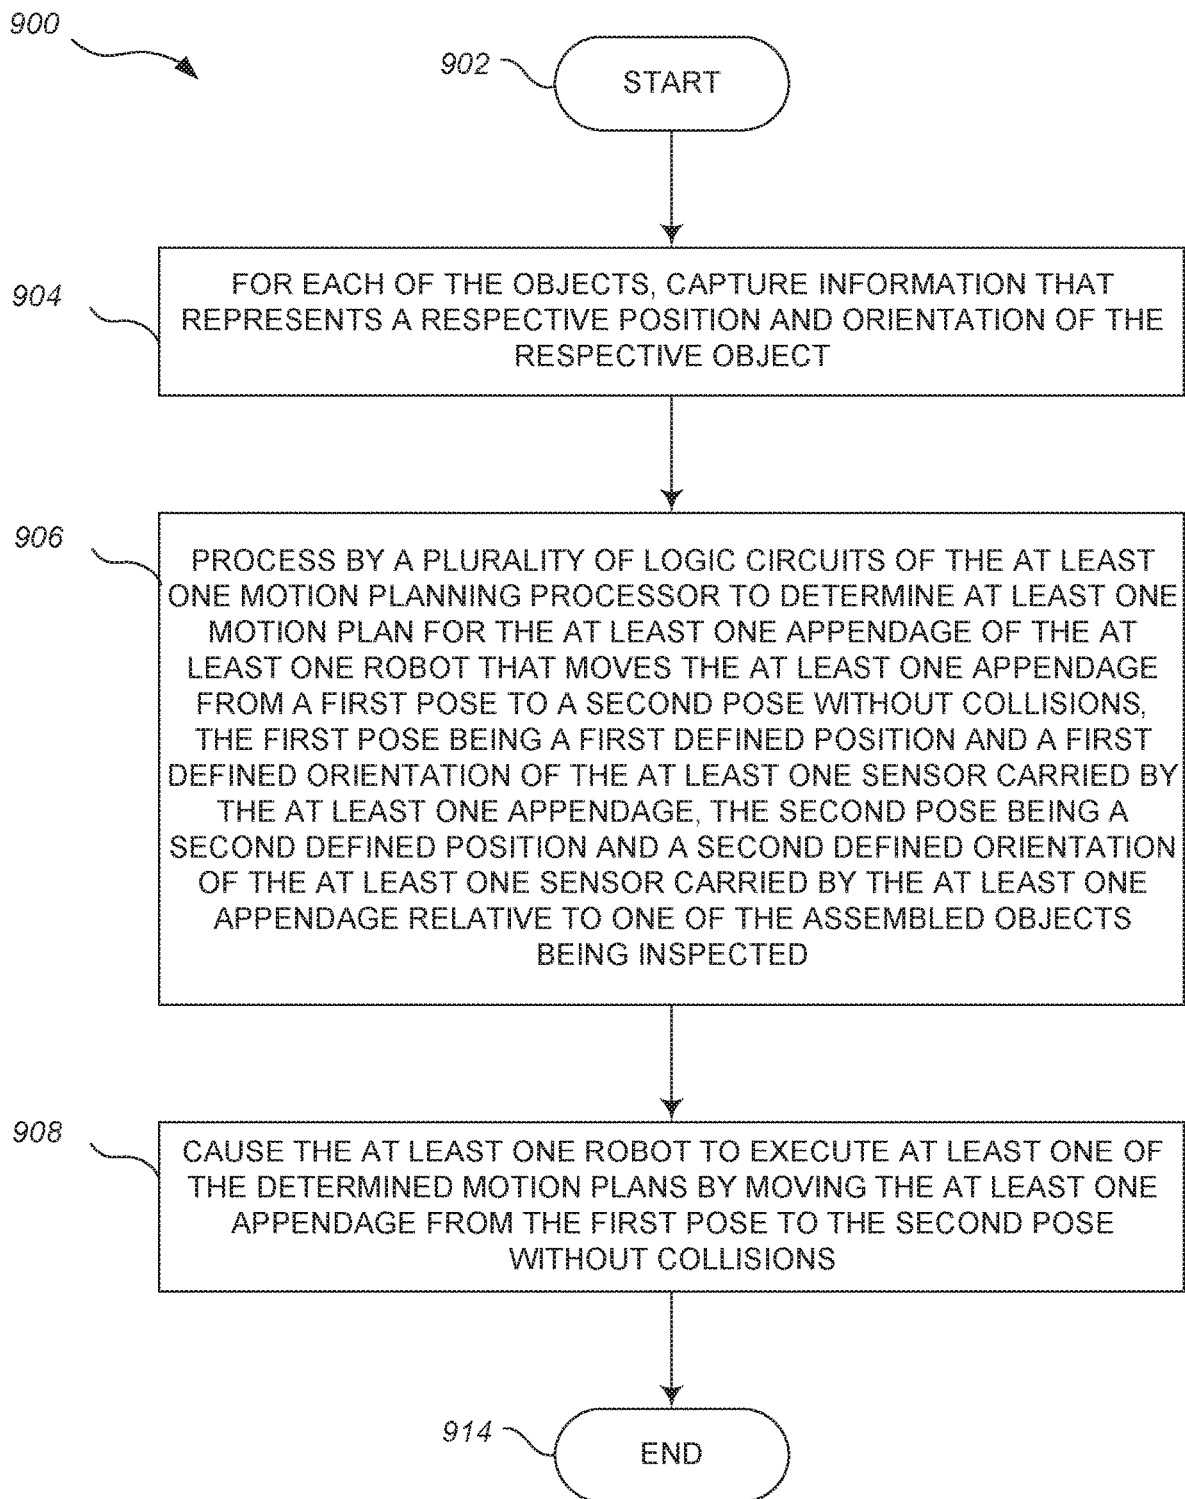 900
902
START
904
FOR EACH OF THE OBJECTS, CAPTURE INFORMATION THAT
REPRESENTS A RESPECTIVE POSITION AND ORIENTATION OF THE
RESPECTIVE OBJECT
906
PROCESS BY A PLURALITY OF LOGIC CIRCUITS OF THE AT LEAST
ONE MOTION PLANNING PROCESSOR TO DETERMINE AT LEAST ONE
MOTION PLAN FOR THE AT LEAST ONE APPENDAGE OF THE AT
LEAST ONE ROBOT THAT MOVES THE AT LEAST ONE APPENDAGE
FROM A FIRST POSE TO A SECOND POSE WITHOUT COLLISIONS,
THE FIRST POSE BEING A FIRST DEFINED POSITION AND A FIRST
DEFINED ORIENTATION OF THE AT LEAST ONE SENSOR CARRIED BY
THE AT LEAST ONE APPENDAGE, THE SECOND POSE BEING A
SECOND DEFINED POSITION AND A SECOND DEFINED ORIENTATION
OF THE AT LEAST ONE SENSOR CARRIED BY THE AT LEAST ONE
APPENDAGE RELATIVE TO ONE OF THE ASSEMBLED OBJECTS
BEING INSPECTED
908
CAUSE THE AT LEAST ONE ROBOT TO EXECUTE AT LEAST ONE OF
THE DETERMINED MOTION PLANS BY MOVING THE AT LEAST ONE
APPENDAGE FROM THE FIRST POSE TO THE SECOND POSE
WITHOUT COLLISIONS
914
END